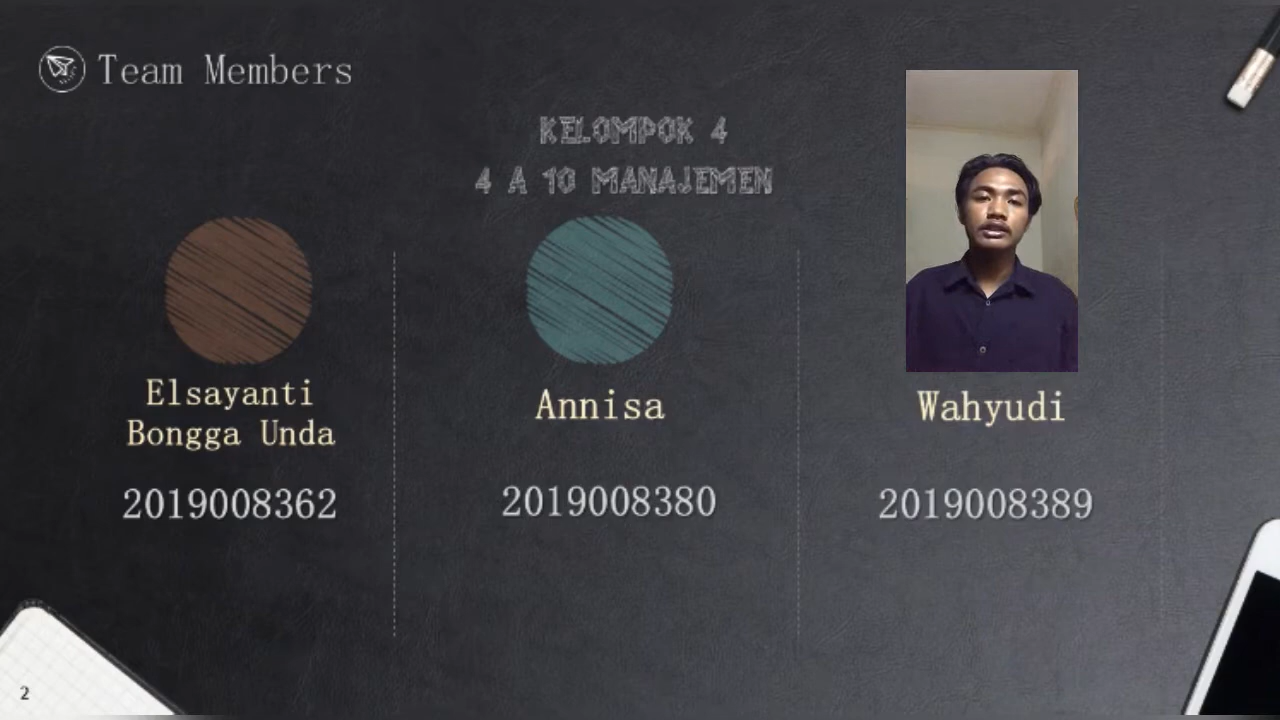 Team Members
KELOMPOK 4
4 A 10 MANAJEMEN
Elsayanti
Bongga Unda
2019008362
Annisa
2019008380
Wahyudi
2019008389
2